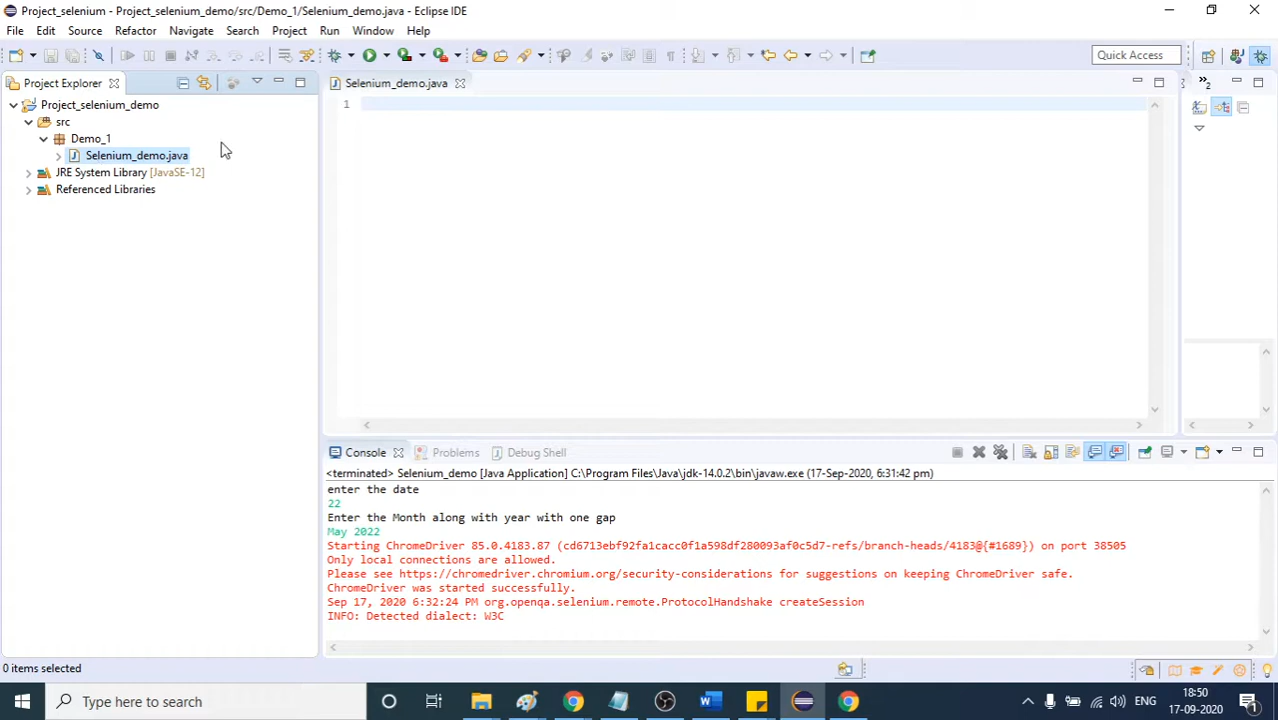 Project_selenium - Project_selenium_demo/src/Demo_1/Selenium_demo.java - Eclipse IDE
File Edit Source Refactor Navigate Search Project Run Window Help
Quick Access
Project Explorer
Selenium_demo.java
Project_selenium_demo
src
Demo_1
Selenium_demo.java
JRE System Library [JavaSE-12]
Referenced Libraries
1
2
Console Problems Debug Shell
<terminated> Selenium_demo [Java Application] C:\Program Files\Java\jdk-14.0.2\bin\javaw.exe (17-Sep-2020, 6:31:42 pm)
enter the date
22
Enter the Month along with year with one gap
May 2022
Starting ChromeDriver 85.0.4183.87 (cd6713ebf92fa1cacc0f1a598df280093af0c5d7-refs/branch-heads/4183@{#1689}) on port 38505
Only local connections are allowed.
Please see https://chromedriver.chromium.org/security-considerations for suggestions on keeping ChromeDriver safe.
ChromeDriver was started successfully.
Sep 17, 2020 6:32:24 PM org.openqa.selenium.remote.ProtocolHandshake createSession
INFO: Detected dialect: W3C
0 items selected
Type here to search
ENG
18:50
17-09-2020
1